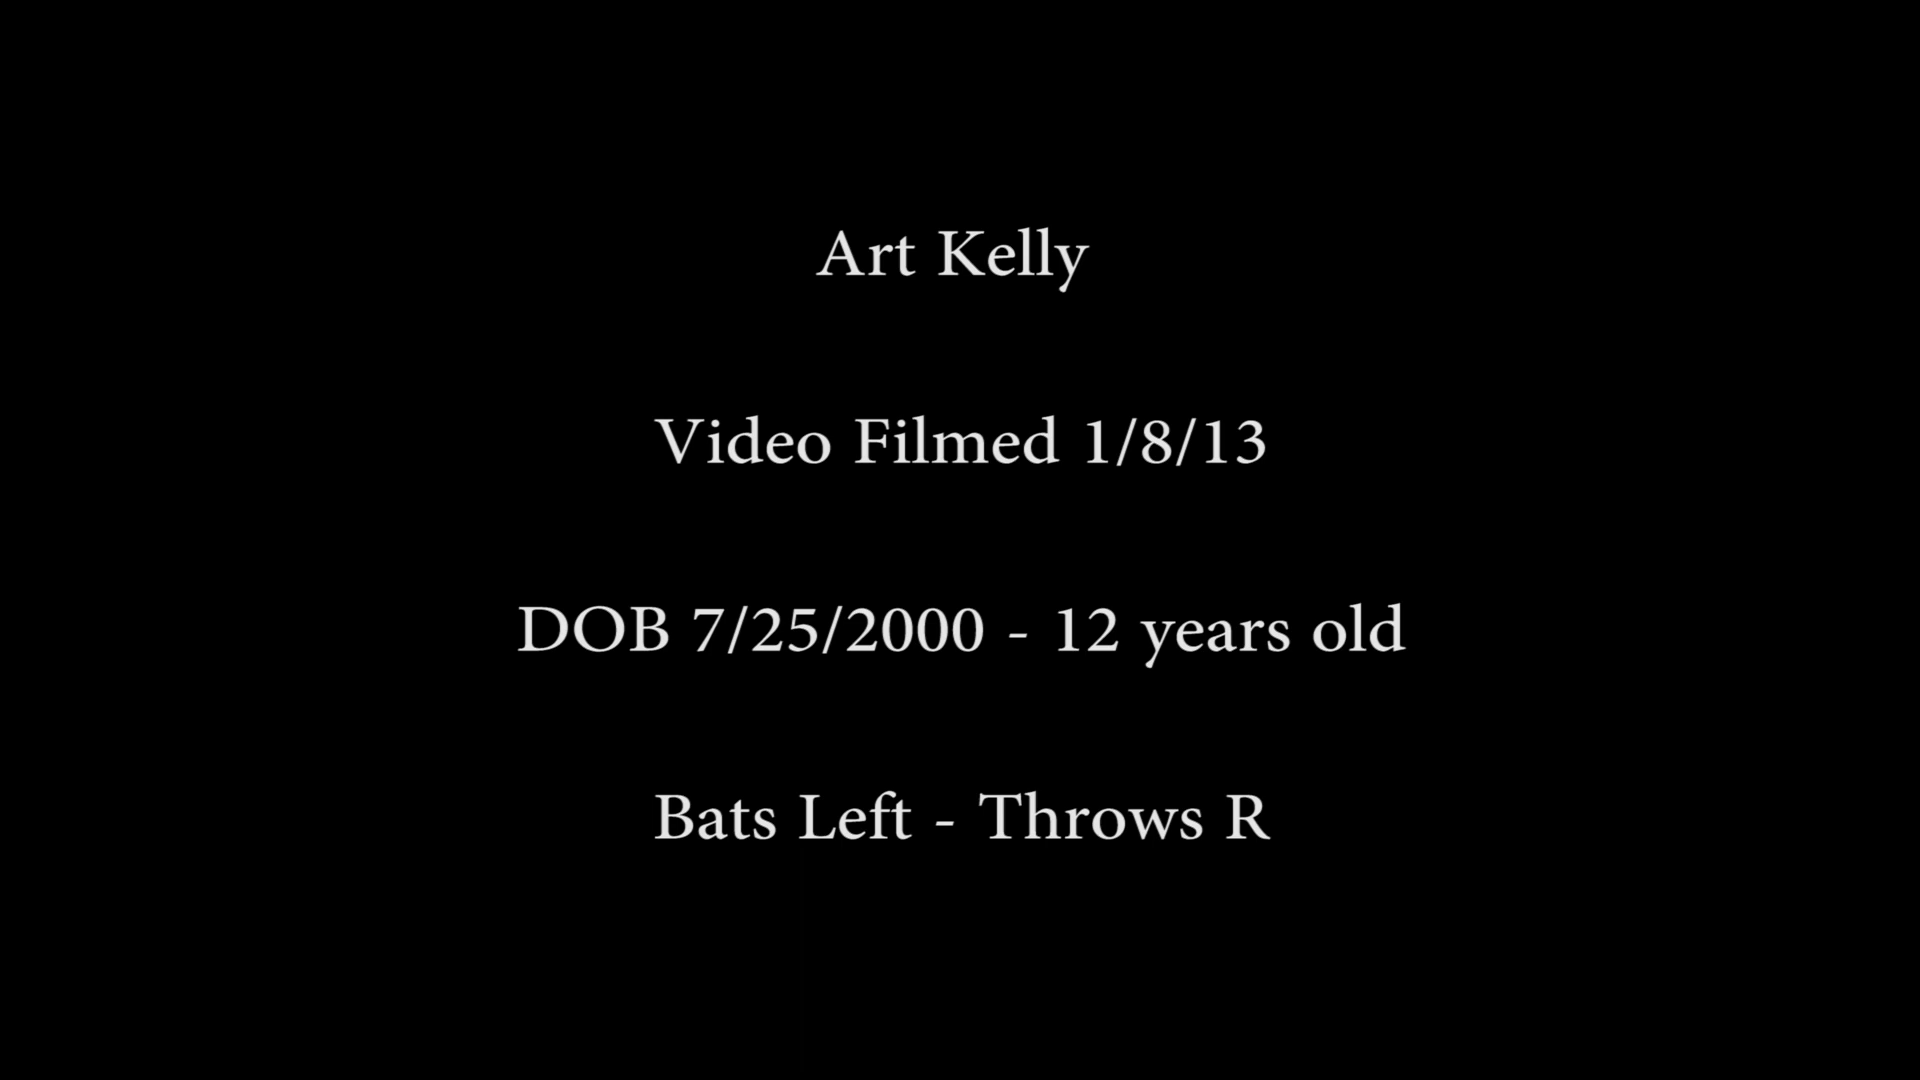 Art Kelly
Video Filmed 1/8/13
DOB 7/25/2000 - 12 years old
Bats Left - Throws R